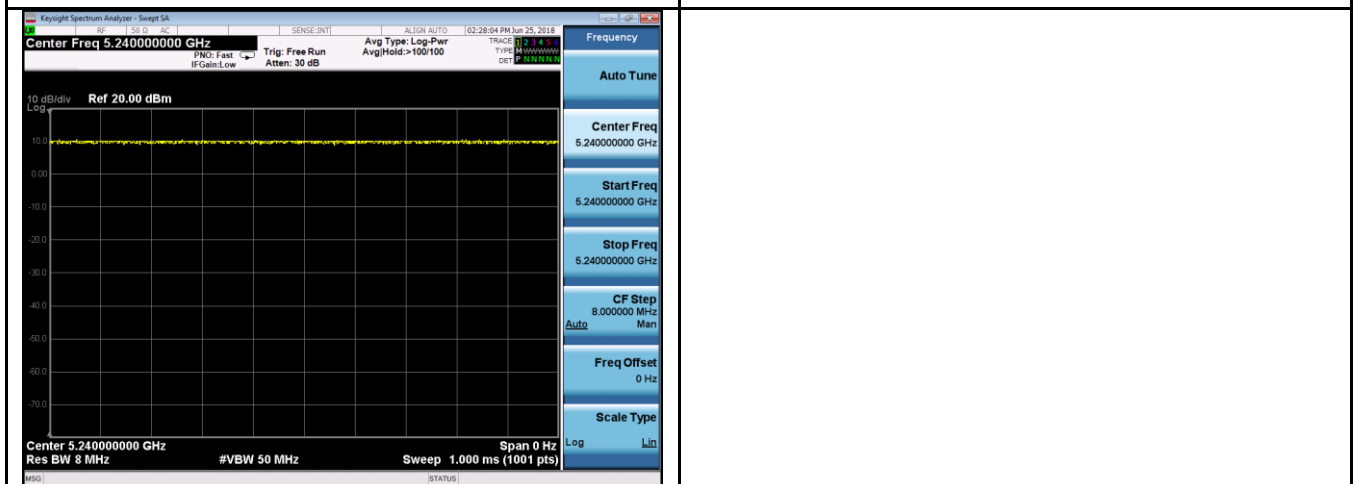 Keysight Spectrum Analyzer - Swept SA
RF 50 Ω AC SENSE:INT ALIGN AUTO 02:28:04 PM Jun 25, 2018
Center Freq 5.240000000 GHz
PNO: Fast
IFGain:Low
Trig: Free Run
Atten: 30 dB
Avg Type: Log-Pwr
Avg|Hold:>100/100
TRACE 1 2 3 4 5 6
TYPE M WWWWW
DET P N N N N N
Frequency
Auto Tune
10 dB/div Ref 20.00 dBm
Log
10.0
0.00
-10.0
-20.0
-30.0
-40.0
-50.0
-60.0
-70.0
Center Freq
5.240000000 GHz
Start Freq
5.240000000 GHz
Stop Freq
5.240000000 GHz
CF Step
8.000000 MHz
Auto Man
Freq Offset
0 Hz
Scale Type
Log Lin
Center 5.240000000 GHz Span 0 Hz
Res BW 8 MHz #VBW 50 MHz Sweep 1.000 ms (1001 pts)
MSG STATUS